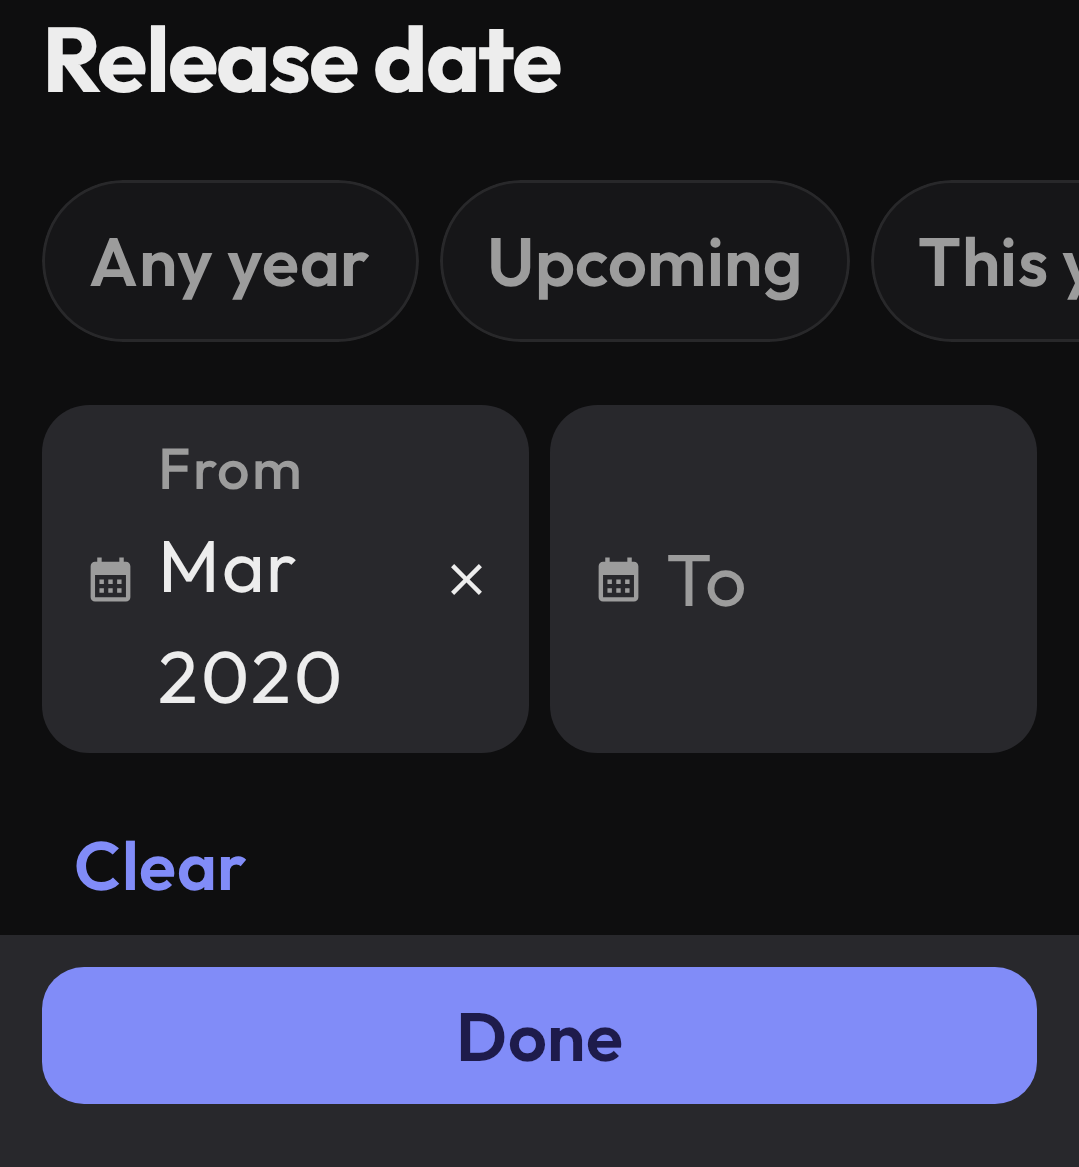 Release date
Any year
Upcoming
This
From
Mar
2020
To
Clear
Done